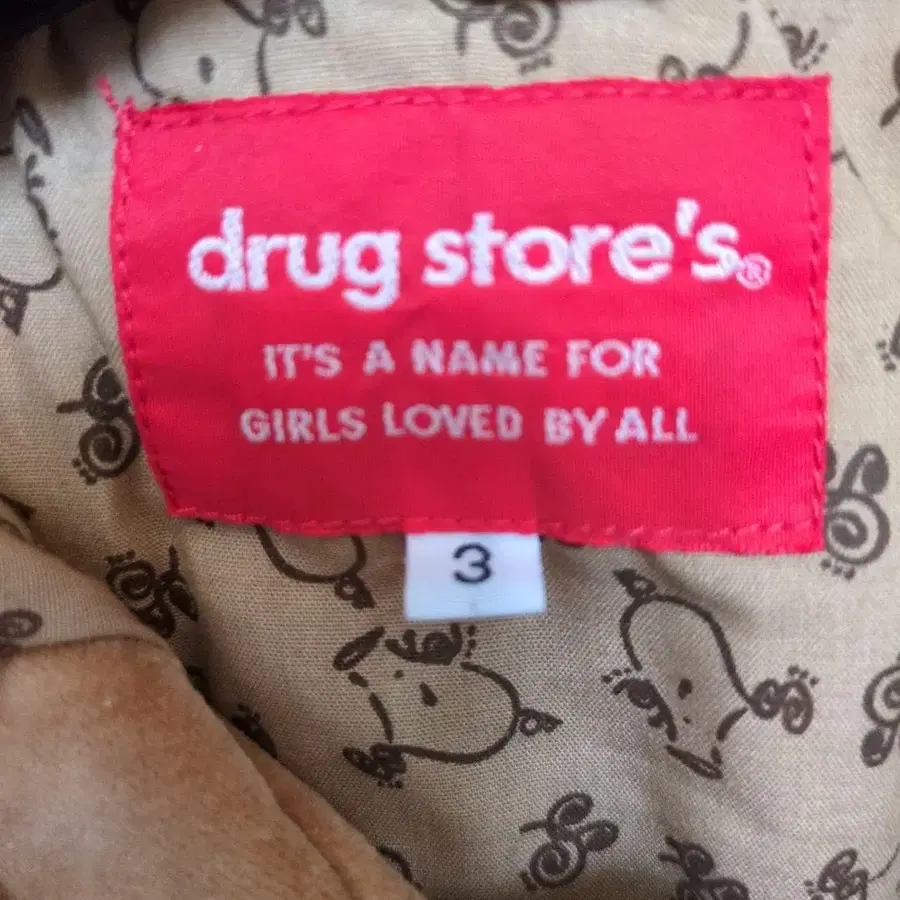 drug store's®
IT'S A NAME FOR
GIRLS LOVED BY ALL
3